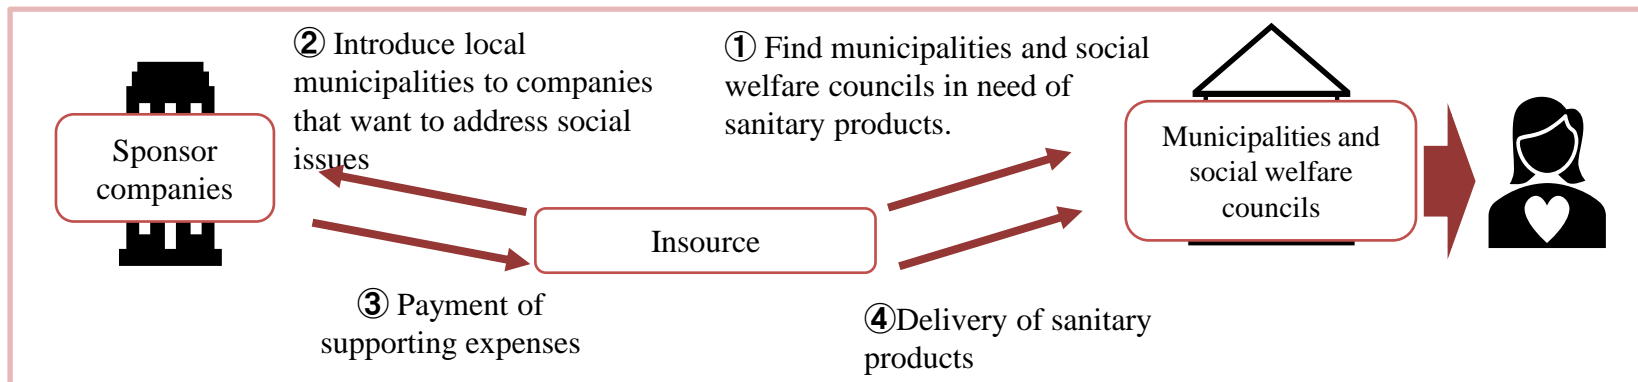 ② Introduce local
municipalities to companies
that want to address social
issues
① Find municipalities and social
welfare councils in need of
sanitary products.
Sponsor
companies
Municipalities and
social welfare
councils
Insource
③ Payment of
supporting expenses
④Delivery of sanitary
products